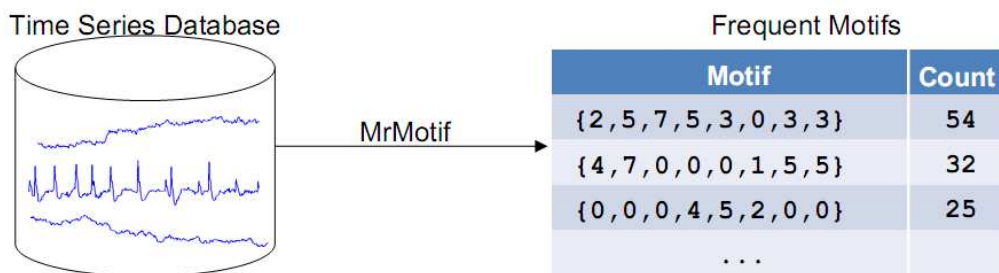 Time Series Database
MrMotif
Frequent Motifs
Motif Count
{2,5,7,5,3,0,3,3} 54
{4,7,0,0,0,1,5,5} 32
{0,0,0,4,5,2,0,0} 25
...